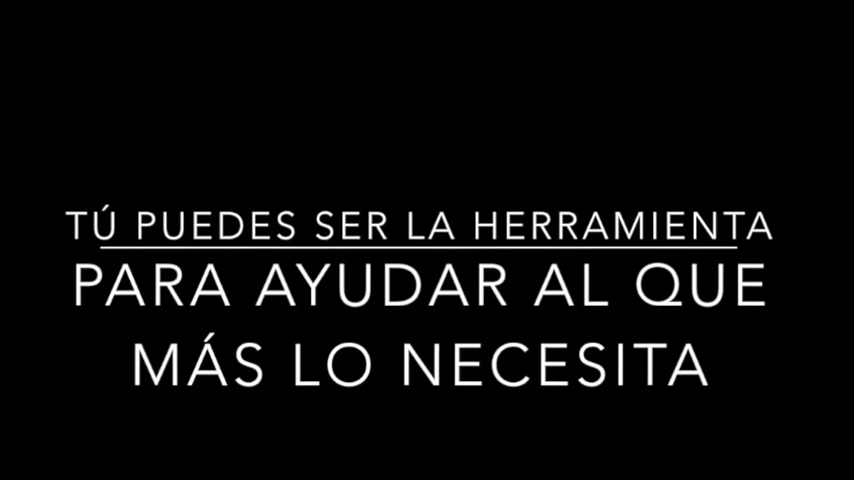 TÚ PUEDES SER LA HERRAMIENTA
PARA AYUDAR AL QUE
MÁS LO NECESITA